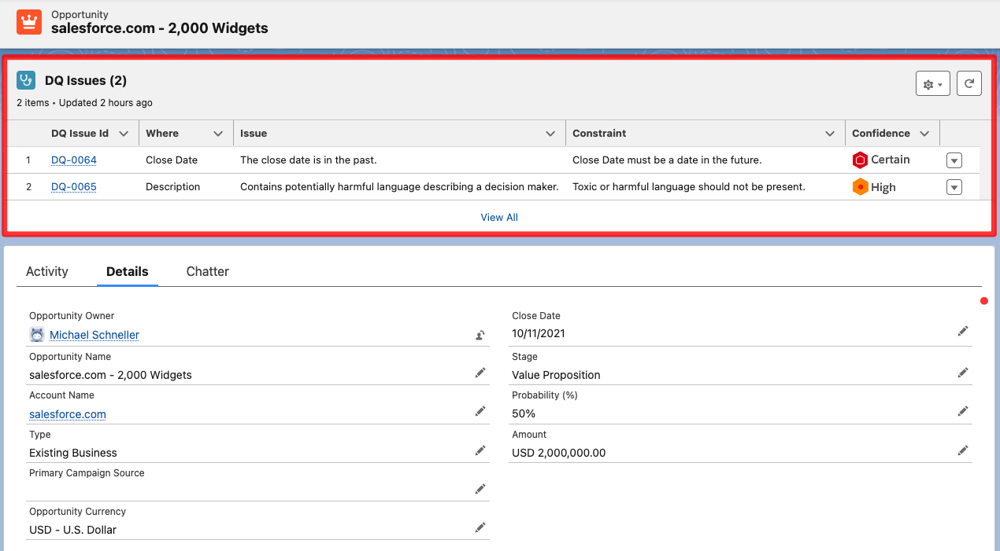 Opportunity
salesforce.com - 2,000 Widgets
DQ Issues (2)
2 items • Updated 2 hours ago
DQ Issue Id Where Issue Constraint Confidence
1 DQ-0064 Close Date The close date is in the past. Close Date must be a date in the future. Certain
2 DQ-0065 Description Contains potentially harmful language describing a decision maker. Toxic or harmful language should not be present. High
View All
Activity Details Chatter
Opportunity Owner
Michael Schneller
Close Date
10/11/2021
Opportunity Name
salesforce.com - 2,000 Widgets
Stage
Value Proposition
Account Name
salesforce.com
Probability (%)
50%
Type
Existing Business
Amount
USD 2,000,000.00
Primary Campaign Source
Opportunity Currency
USD - U.S. Dollar